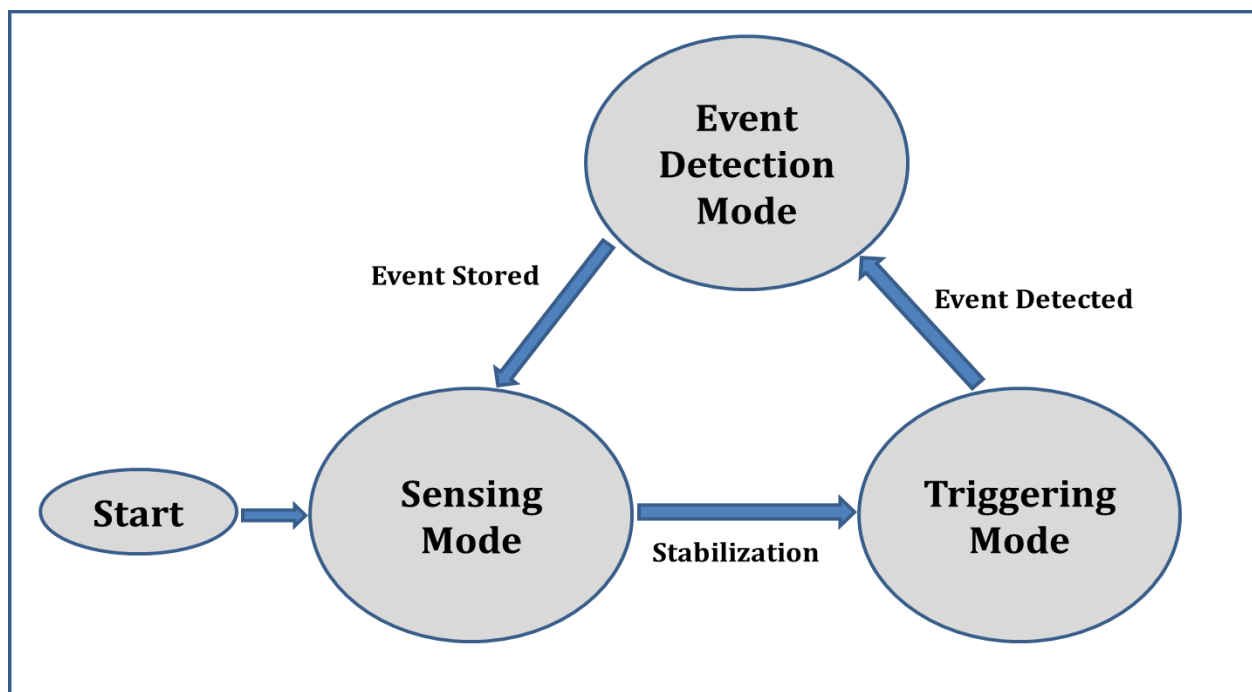 Event
Detection
Mode
Event Stored
Event Detected
Start
Sensing
Mode
Stabilization
Triggering
Mode